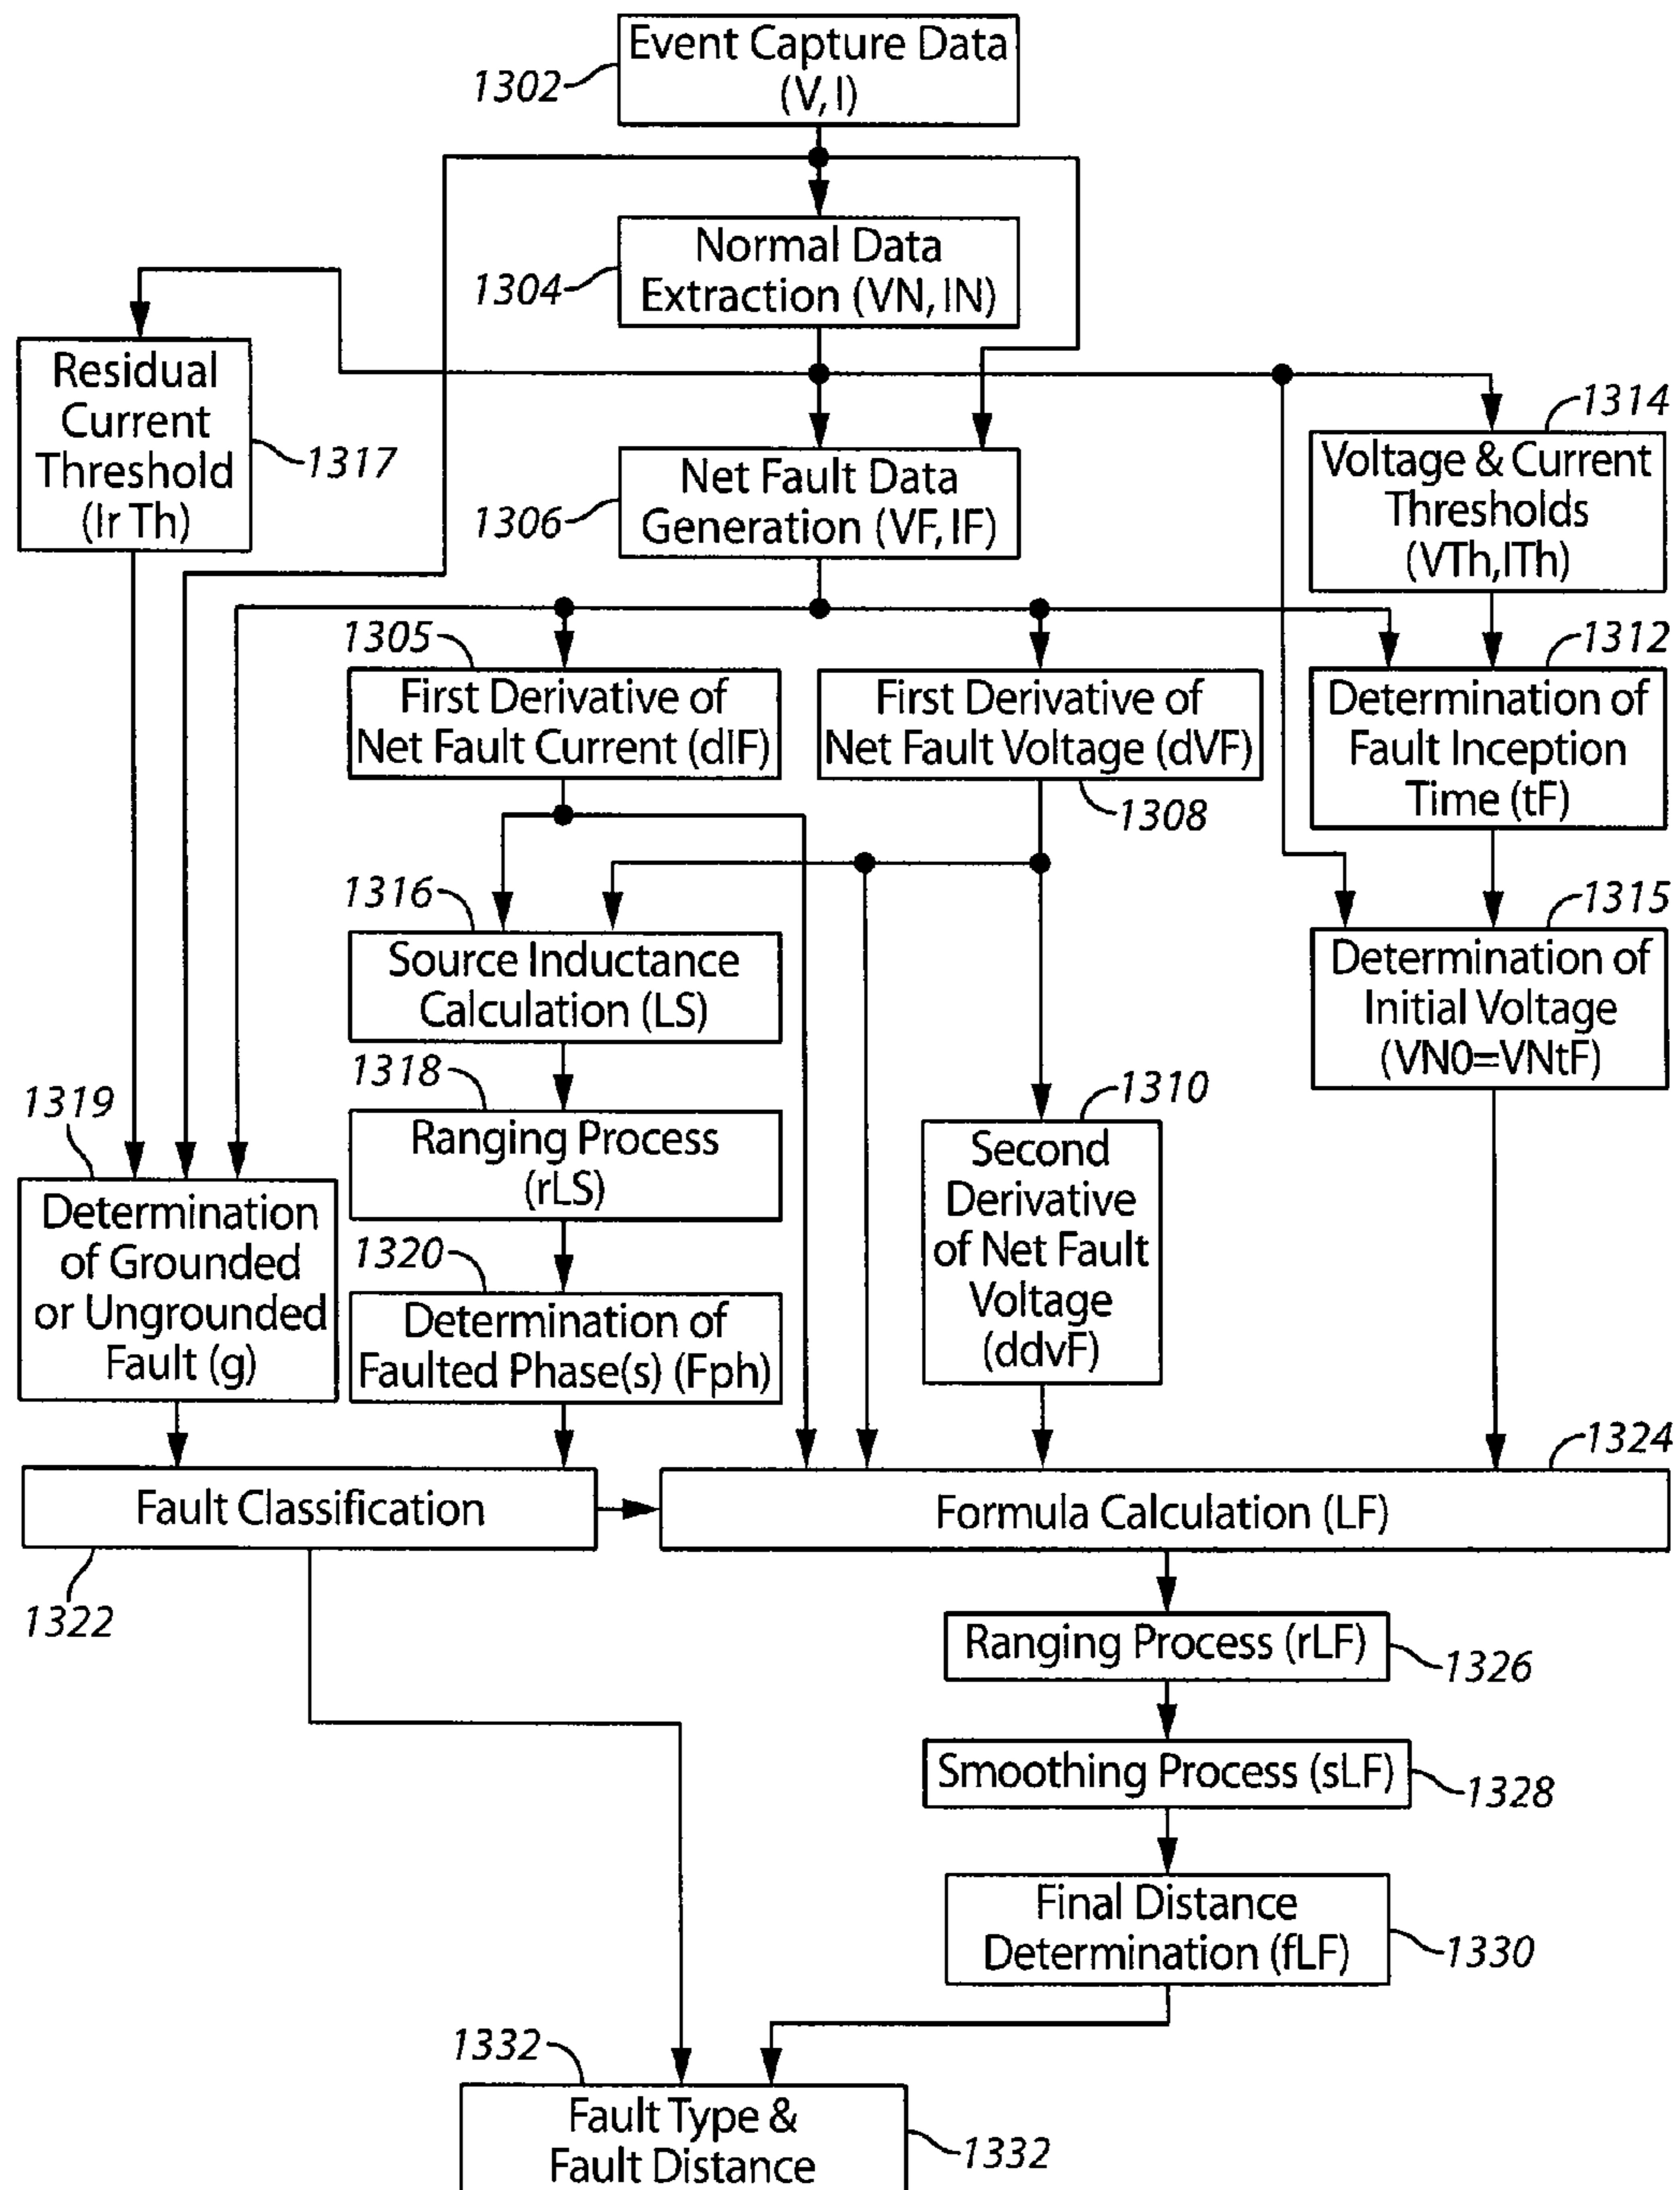 Event Capture Data
(V, I)
1302
Normal Data
Extraction (VN, IN)
1304
Residual
Current
Threshold
(Ir Th)
1317
Net Fault Data
Generation (VF, IF)
1306
1314
Voltage & Current
Thresholds
(VTh,ITh)
1305
First Derivative of
Net Fault Current (dIF)
First Derivative of
Net Fault Voltage (dVF)
1308
1312
Determination of
Fault Inception
Time (tF)
1316
Source Inductance
Calculation (LS)
1315
Determination of
Initial Voltage
(VN0=VNtF)
1318
Ranging Process
(rLS)
1310
Second
Derivative
of Net Fault
Voltage
(ddvF)
1319
Determination
of Grounded
or Ungrounded
Fault (g)
1320
Determination of
Faulted Phase(s) (Fph)
1324
Fault Classification
Formula Calculation (LF)
1322
Ranging Process (rLF)
1326
Smoothing Process (sLF)
1328
Final Distance
Determination (fLF)
1330
1332
Fault Type &
Fault Distance
1332